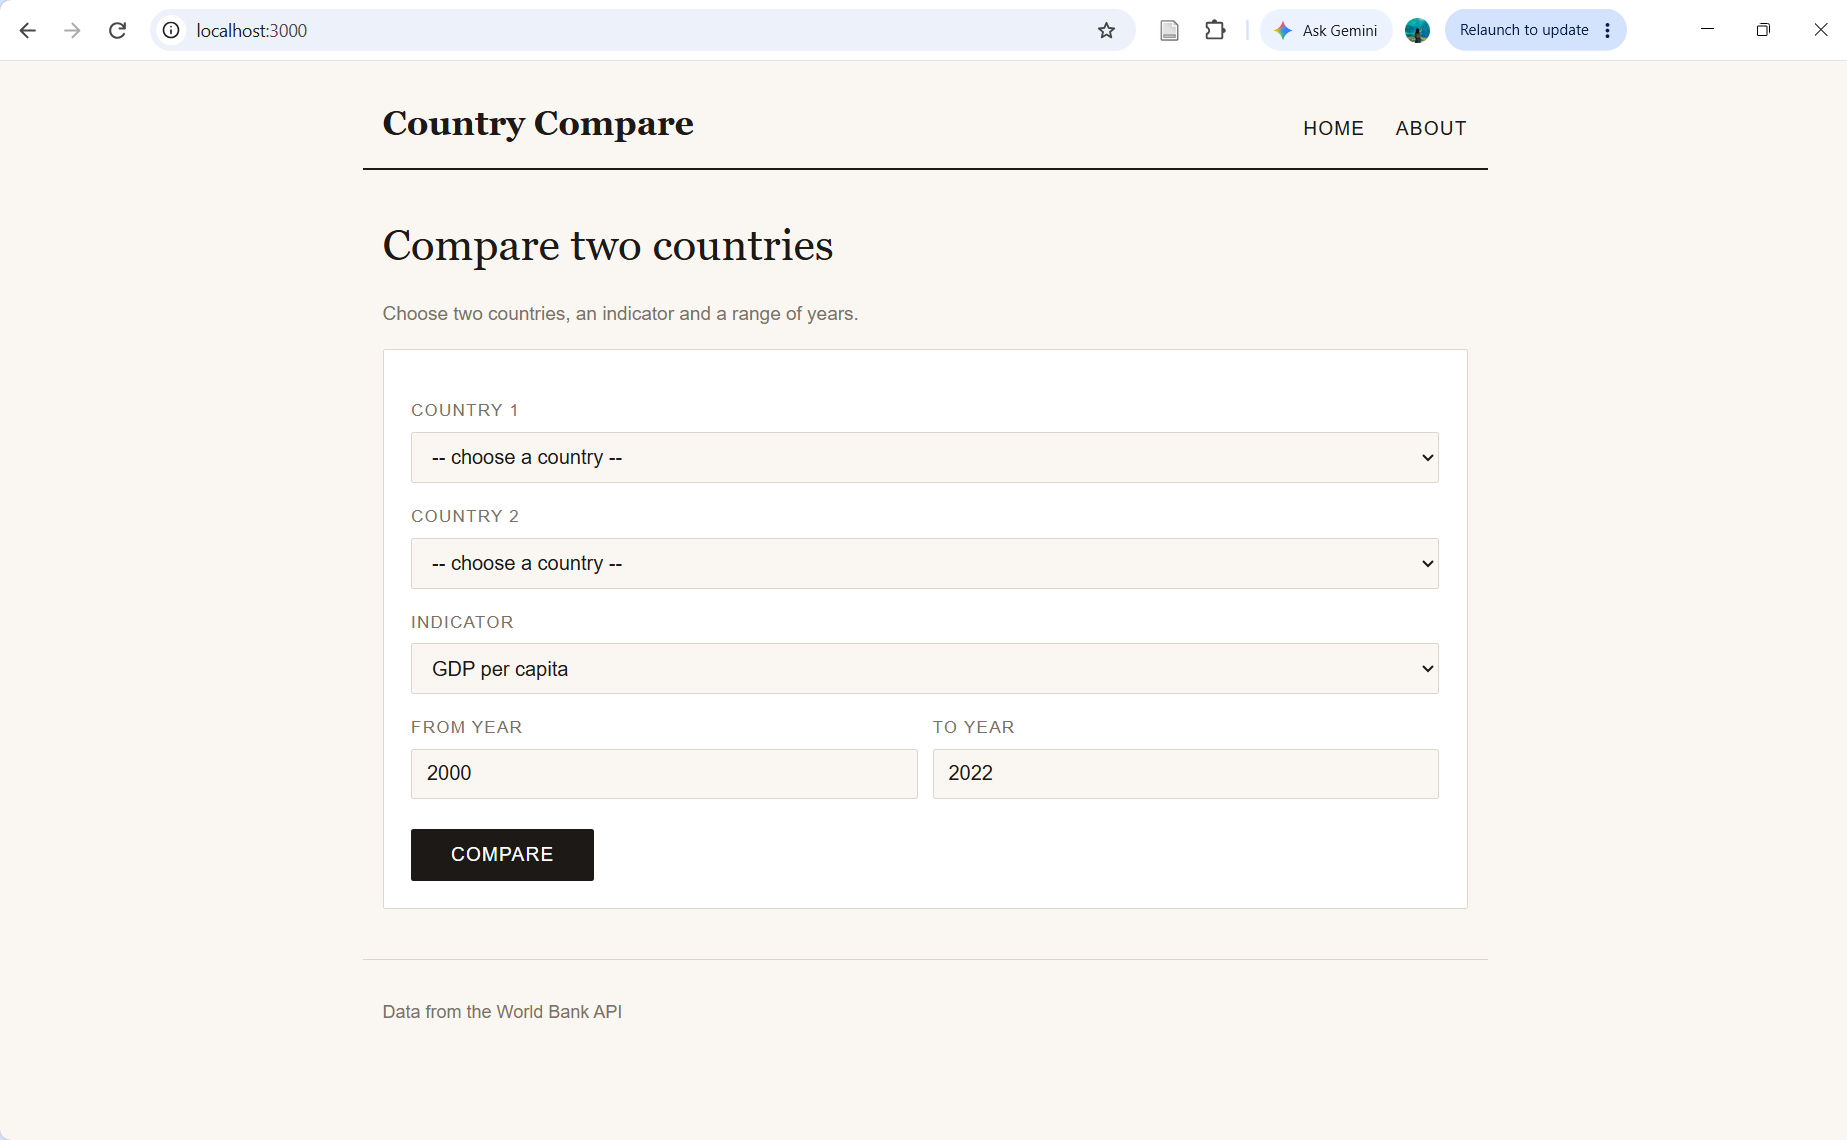 localhost:3000
Ask Gemini
Relaunch to update
Country Compare
HOME
ABOUT
Compare two countries
Choose two countries, an indicator and a range of years.
COUNTRY 1
-- choose a country --
COUNTRY 2
-- choose a country --
INDICATOR
GDP per capita
FROM YEAR
TO YEAR
2000
2022
COMPARE
Data from the World Bank API